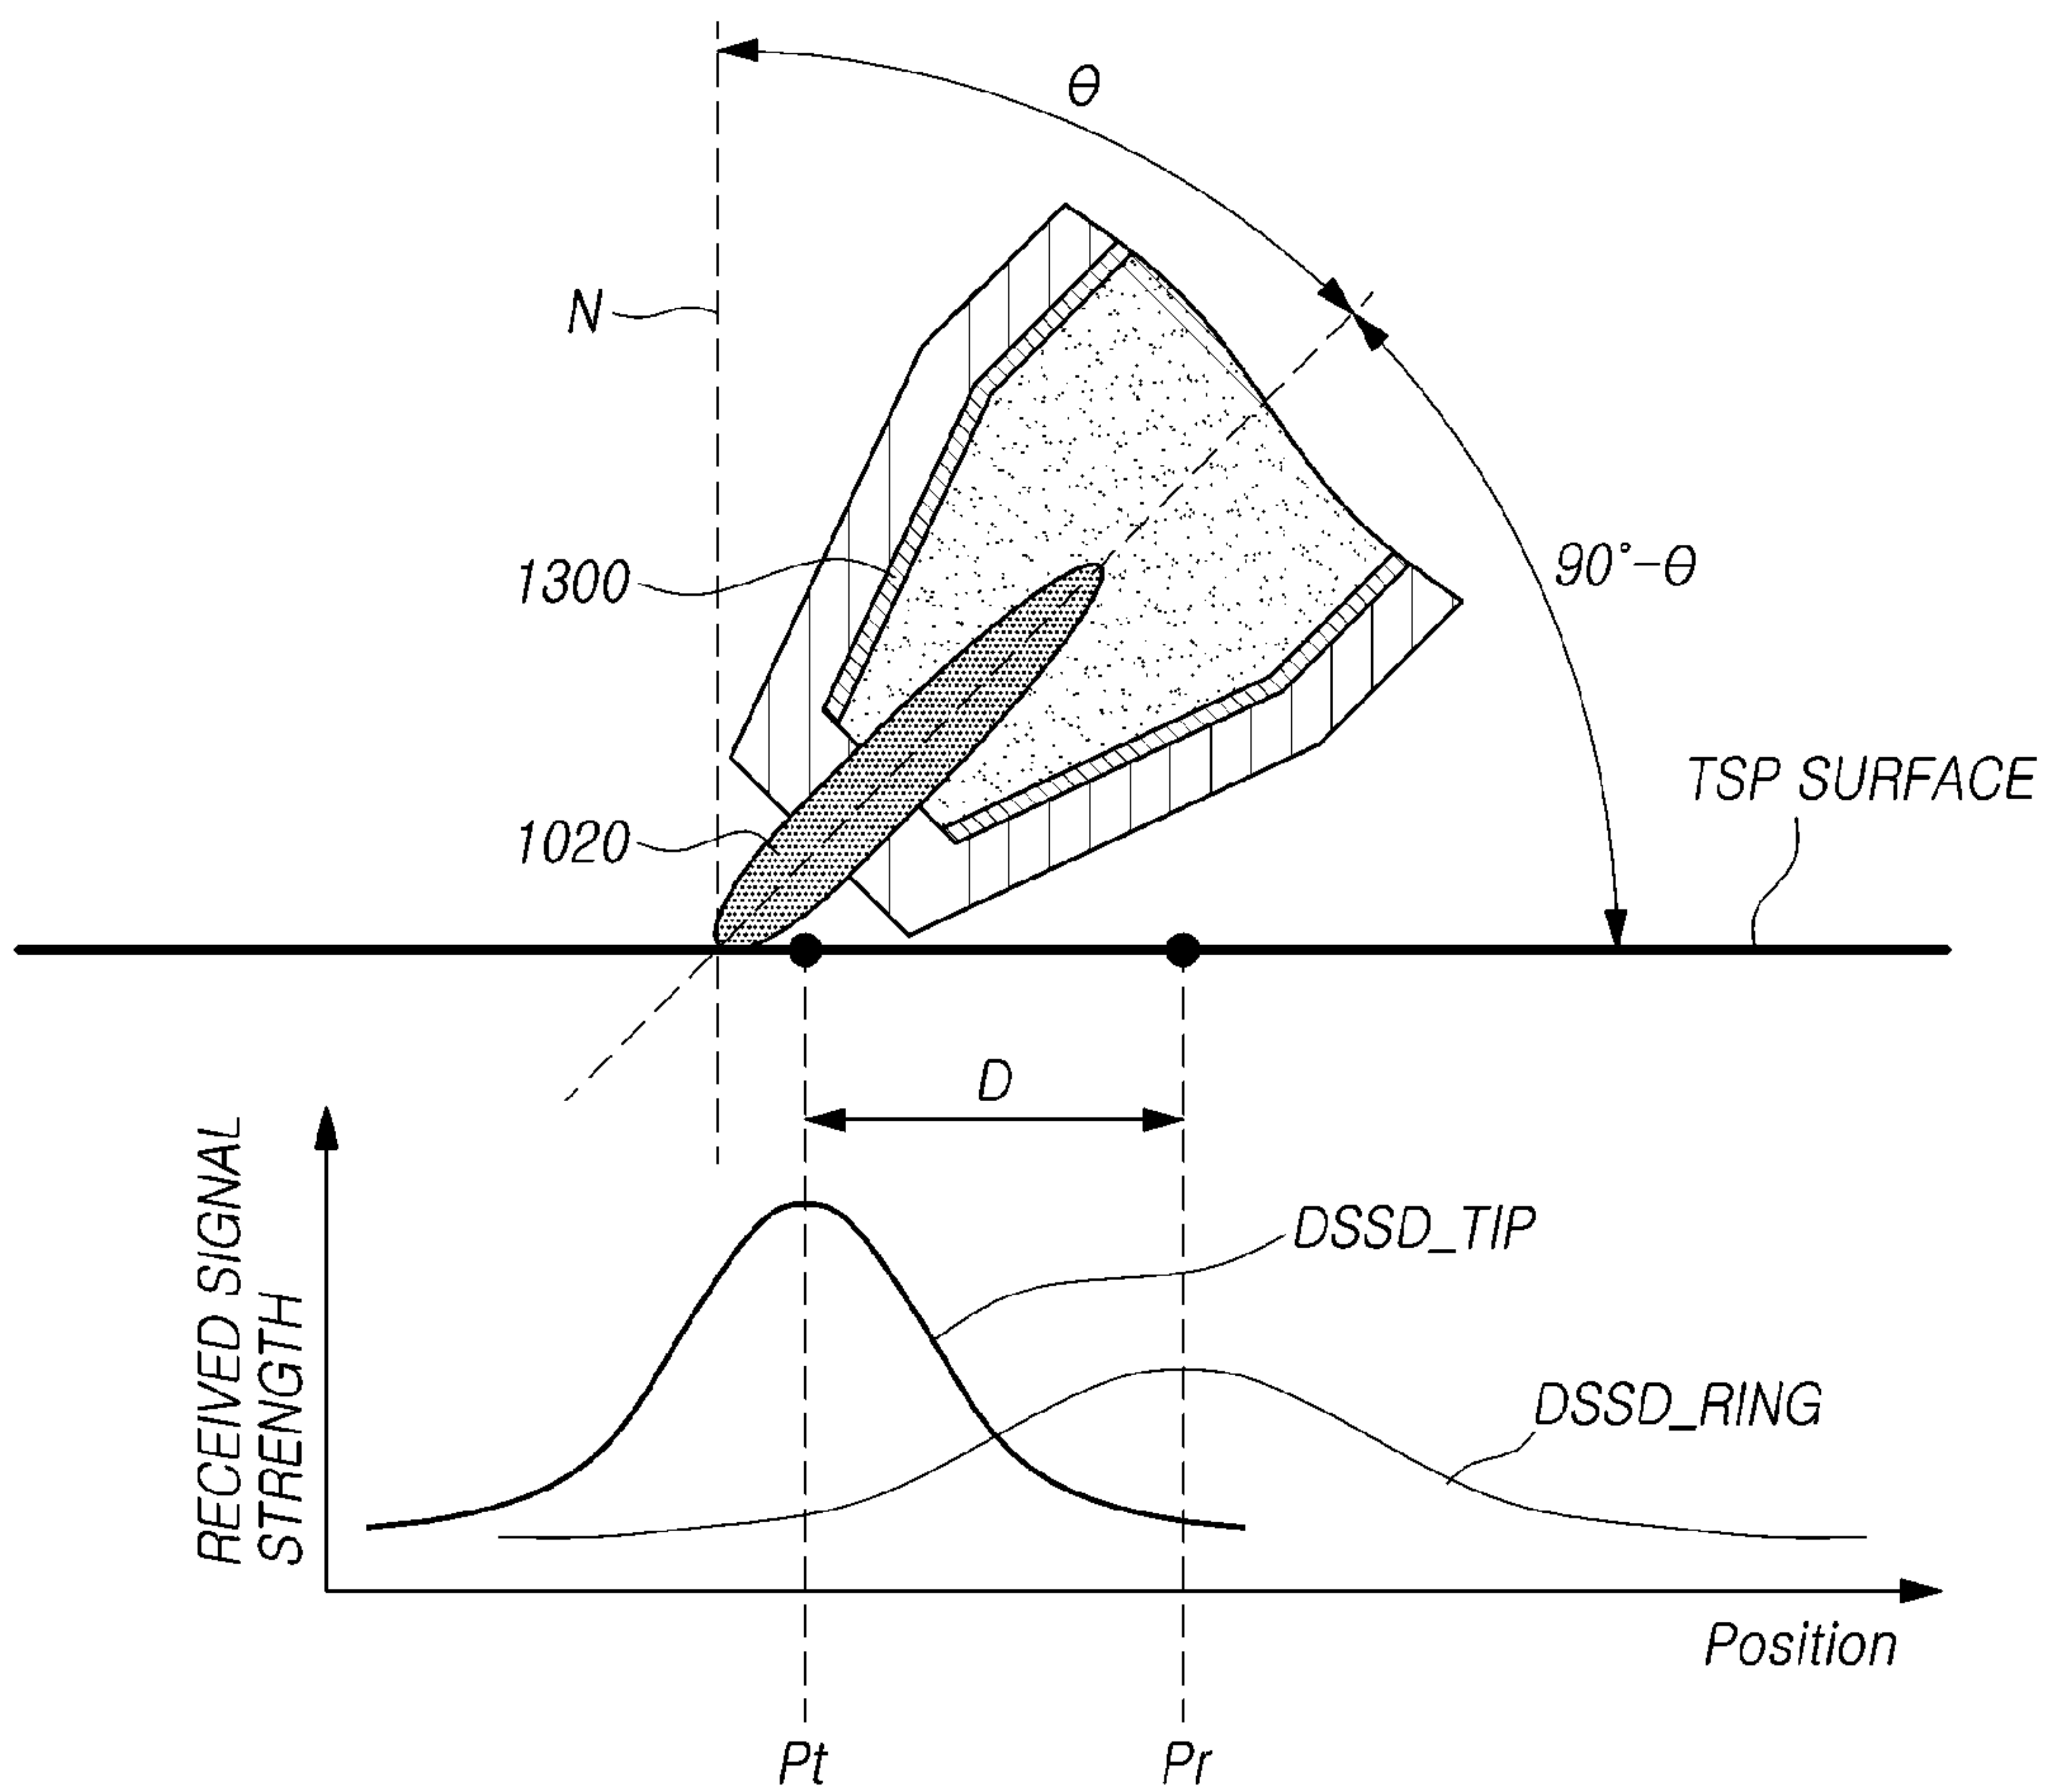 θ
N
1300
90°-θ
TSP SURFACE
1020
D
RECEIVED SIGNAL
STRENGTH
DSSD_TIP
DSSD_RING
Position
Pt
Pr